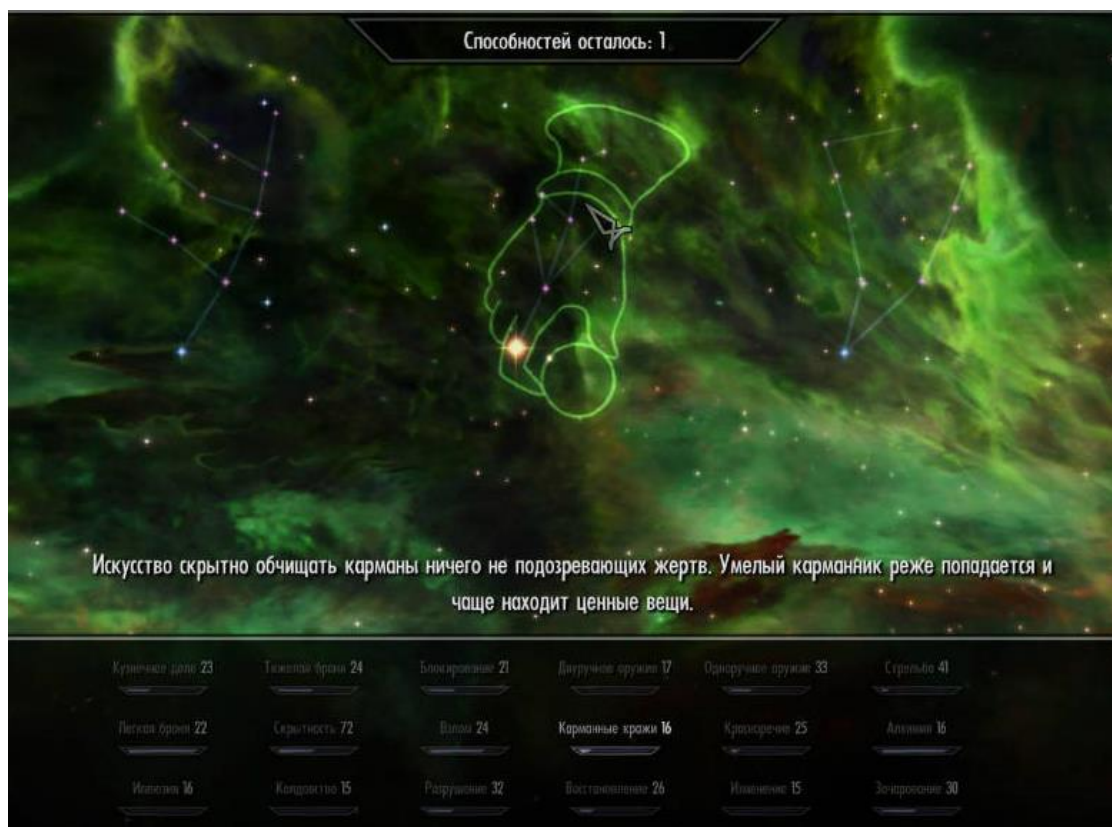 Способностей осталось: 1
Искусство скрытно обчищать карманы ничего не подозревающих жертв. Умелый карманник реже попадается и
чаще находит ценные вещи.
Кузнечное дело 23 Тяжелая броня 24 Блокирование 21 Двуручное оружие 17 Одноручное оружие 33 Стрельба 41
Легкая броня 22 Скрытность 72 Взлом 24 Карманные кражи 16 Красноречие 25 Алхимия 16
Иллюзия 16 Колдовство 15 Разрушение 32 Восстановление 26 Изменение 15 Зачарование 30